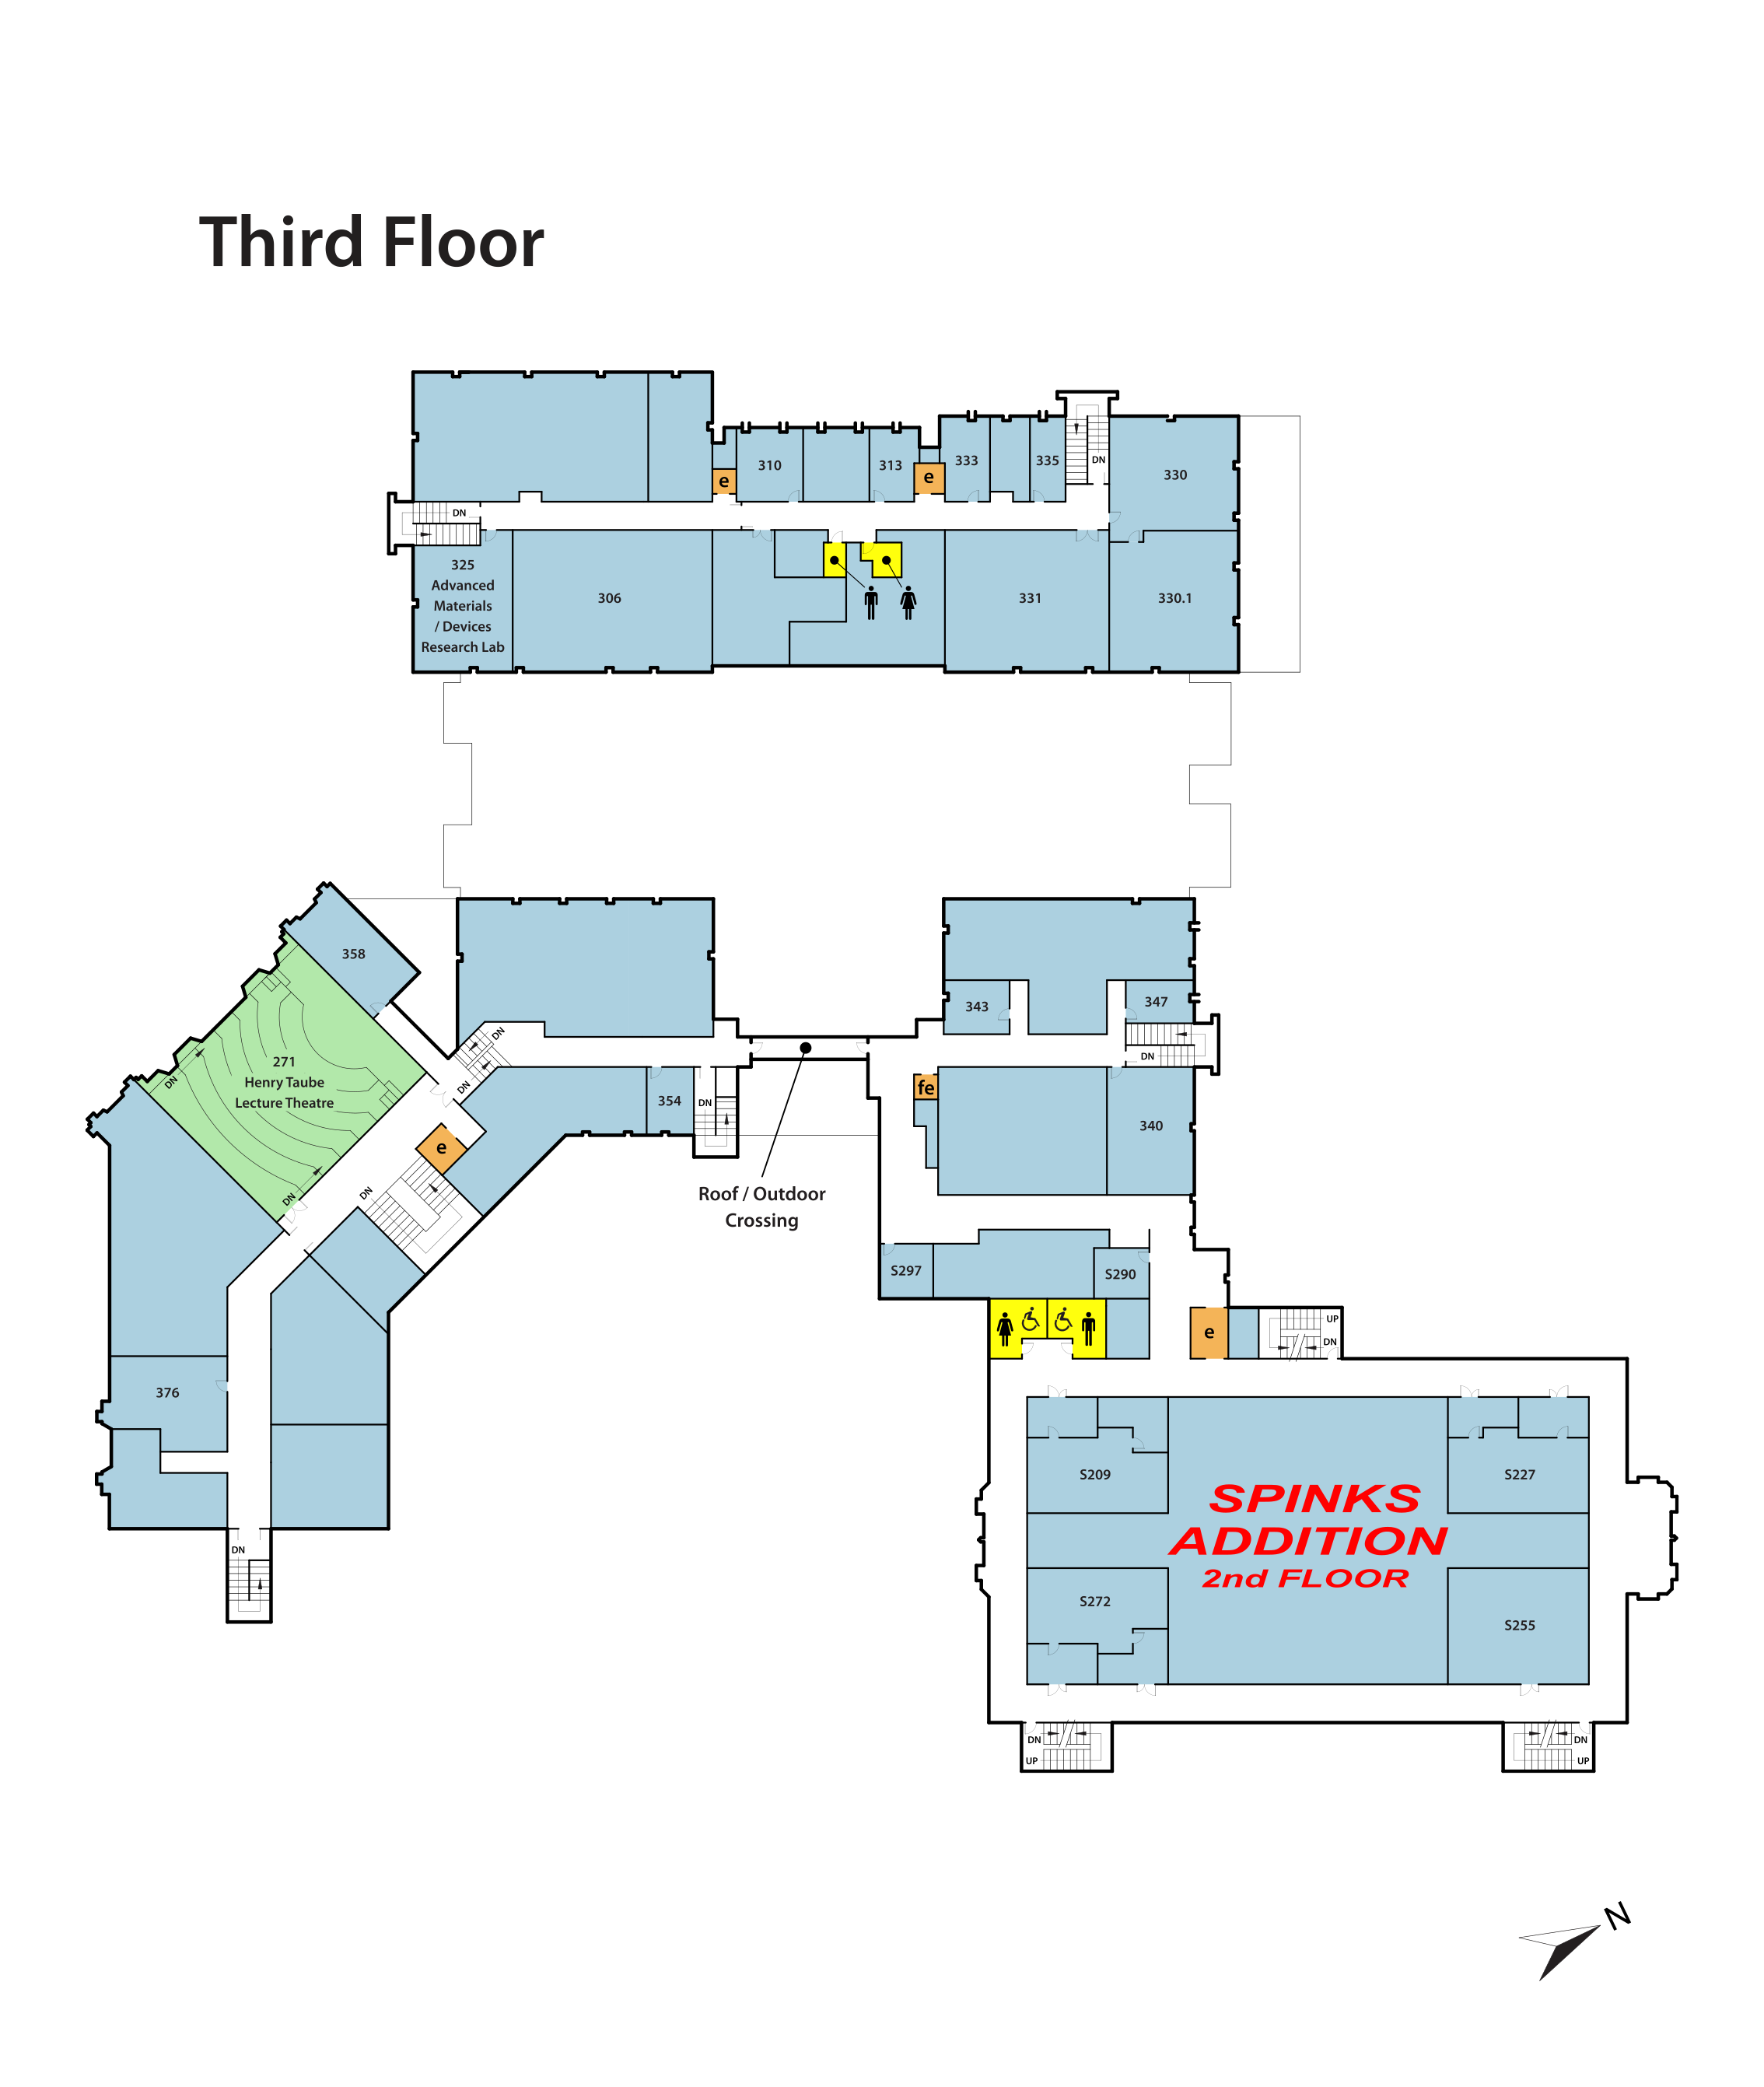 Third Floor
310
313
333
335
330
e
e
DN
DN
325
Advanced
Materials
/ Devices
Research Lab
306
331
330.1
358
343
347
271
Henry Taube
Lecture Theatre
DN
DN
DN
DN
DN
DN
354
DN
e
fe
340
Roof / Outdoor
Crossing
S297
S290
e
UP
DN
376
DN
S209
S227
SPINKS
ADDITION
2nd FLOOR
S272
S255
DN
UP
DN
UP
N